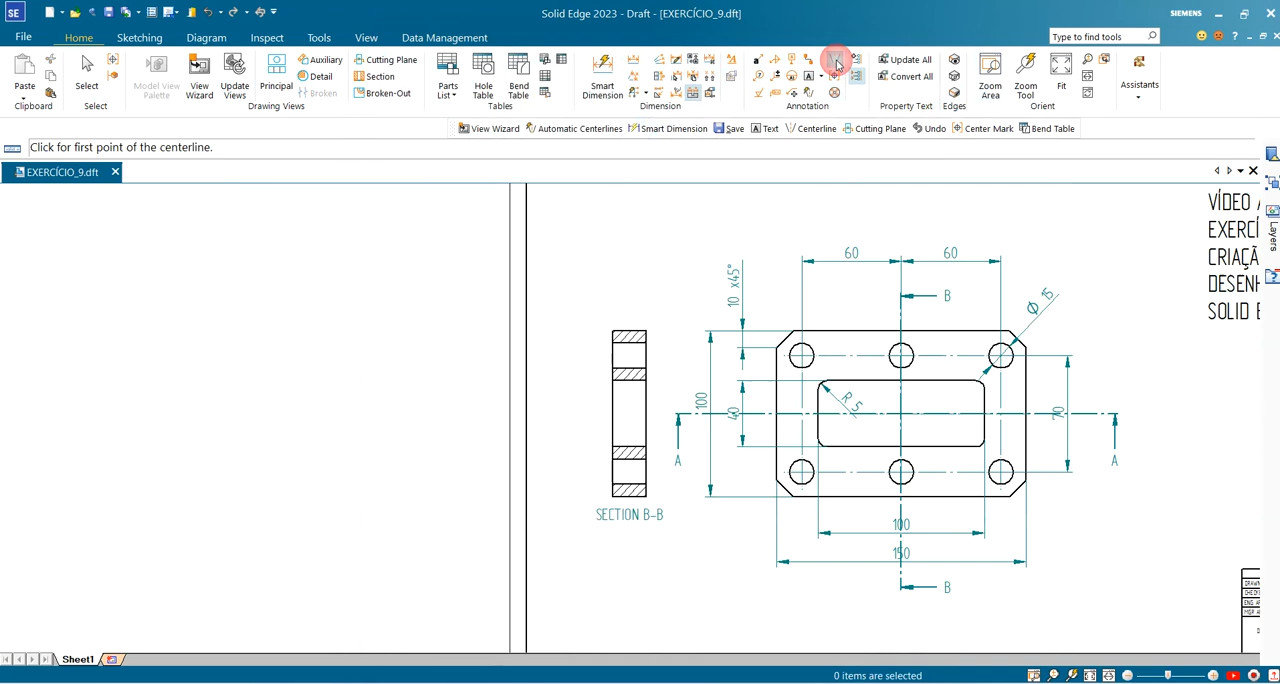 SE
Solid Edge 2023 - Draft - [EXERCÍCIO_9.dft]
SIEMENS
File Home Sketching Diagram Inspect Tools View Data Management
Type to find tools
Paste
Clipboard
Select
Select
Model View Palette
View Wizard
Update Views
Principal
Auxiliary
Detail
Broken
Cutting Plane
Section
Broken-Out
Drawing Views
Parts List
Hole Table
Bend Table
Tables
Smart Dimension
Dimension
Annotation
Update All
Convert All
Property Text
Edges
Zoom Area
Zoom Tool
Fit
Orient
Assistants
View Wizard Automatic Centerlines Smart Dimension Save Text Centerline Cutting Plane Undo Center Mark Bend Table
Click for first point of the centerline.
EXERCÍCIO_9.dft
Layers
VÍDEO
EXERCÍ
CRIAÇÃ
DESEN
SOLID
60 60
10 x45°
B
Ø 15
100
40
R 5
70
A A
SECTION B-B
100
150
B
Sheet1
0 items are selected